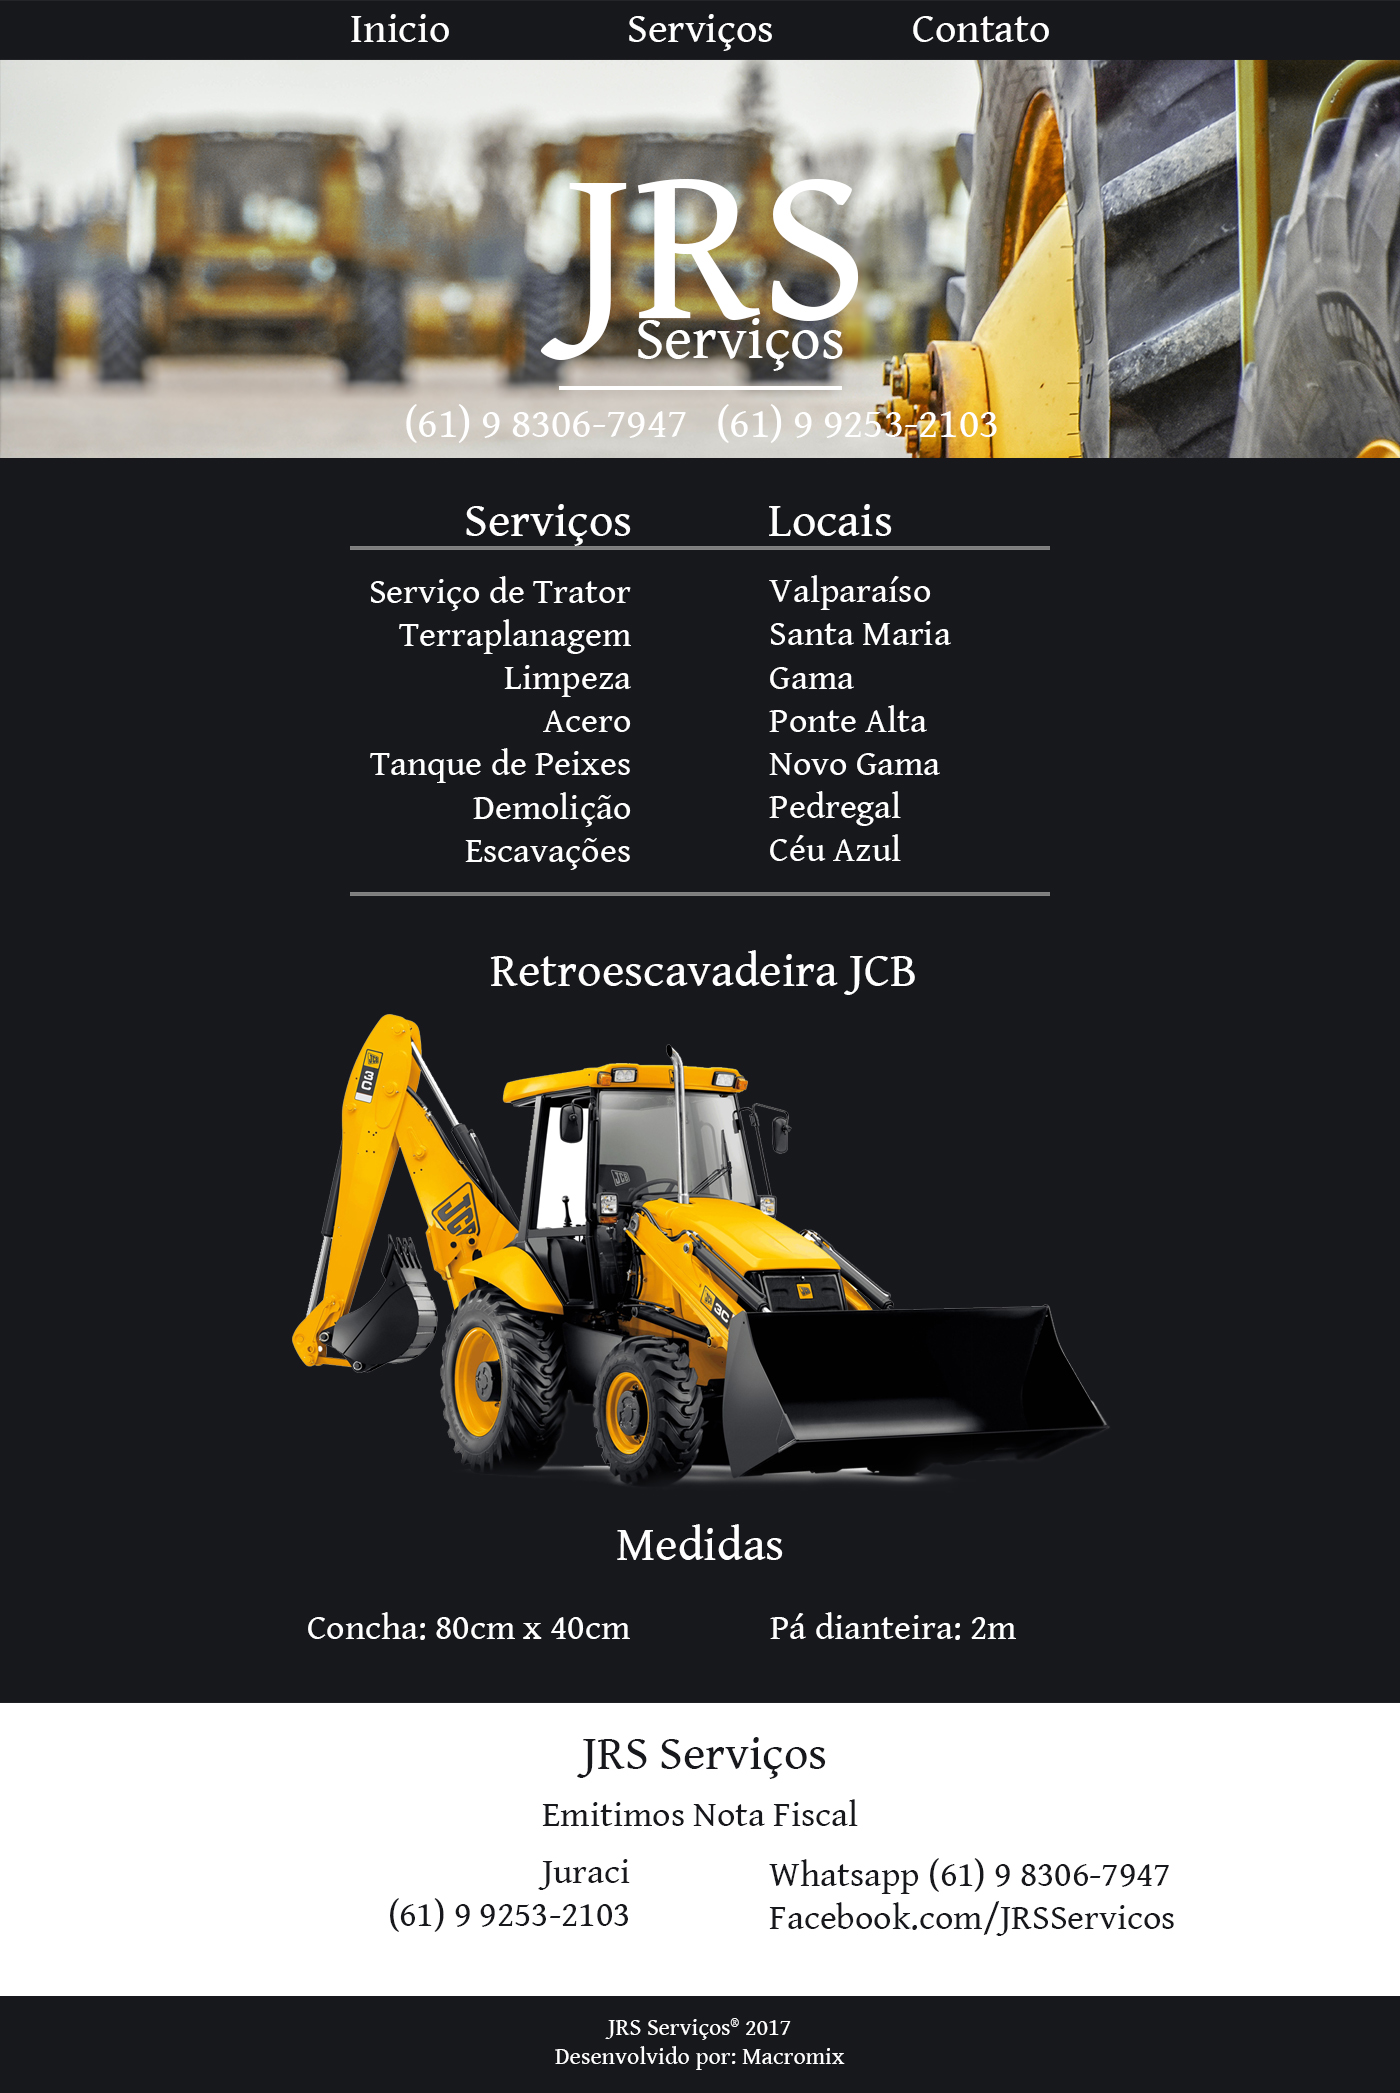 Inicio Serviços Contato
JRS
Serviços
(61) 9 8306-7947 (61) 9 9253-2103
Serviços
Serviço de Trator
Terraplanagem
Limpeza
Acero
Tanque de Peixes
Demolição
Escavações
Locais
Valparaíso
Santa Maria
Gama
Ponte Alta
Novo Gama
Pedregal
Céu Azul
Retroescavadeira JCB
JCB
3C
JCB
JCB
3C
Medidas
Concha: 80cm x 40cm
Pá dianteira: 2m
JRS Serviços
Emitimos Nota Fiscal
Juraci
(61) 9 9253-2103
Whatsapp (61) 9 8306-7947
Facebook.com/JRSServicos
JRS Serviços® 2017
Desenvolvido por: Macromix